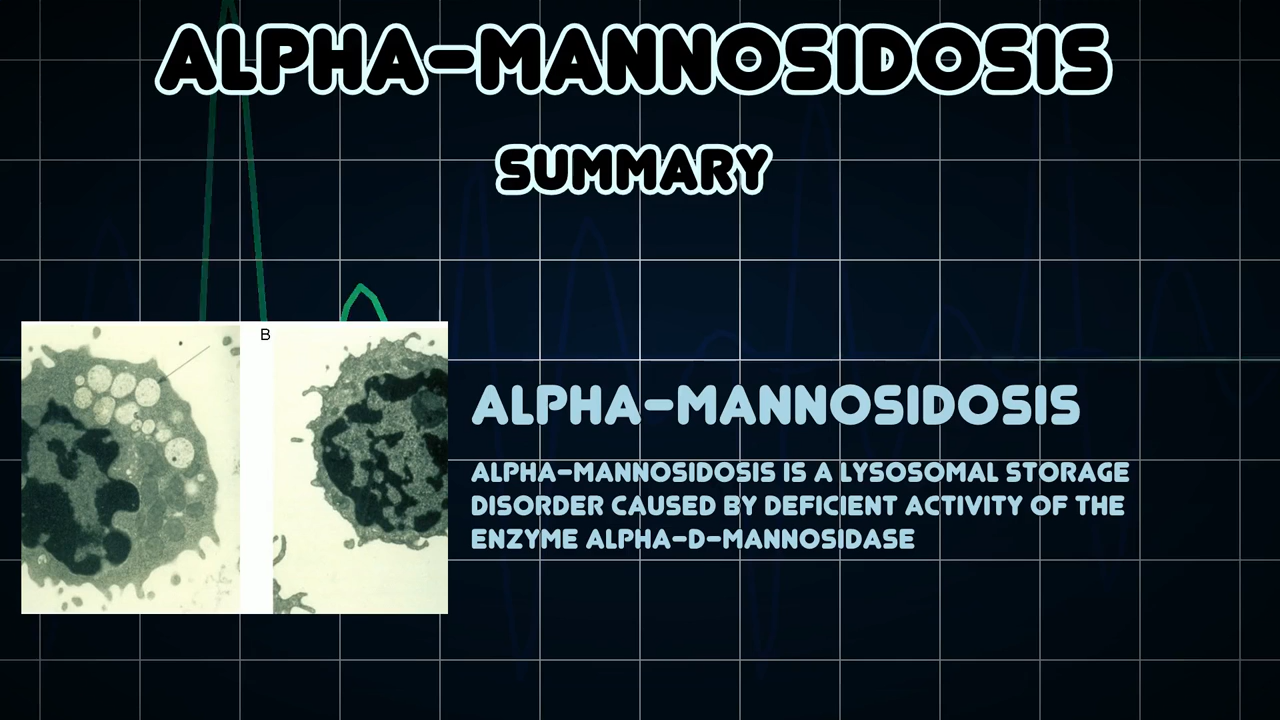 ALPHA-MANNOSIDOSIS
SUMMARY
B
ALPHA-MANNOSIDOSIS
ALPHA-MANNOSIDOSIS IS A LYSOSOMAL STORAGE
DISORDER CAUSED BY DEFICIENT ACTIVITY OF THE
ENZYME ALPHA-D-MANNOSIDASE